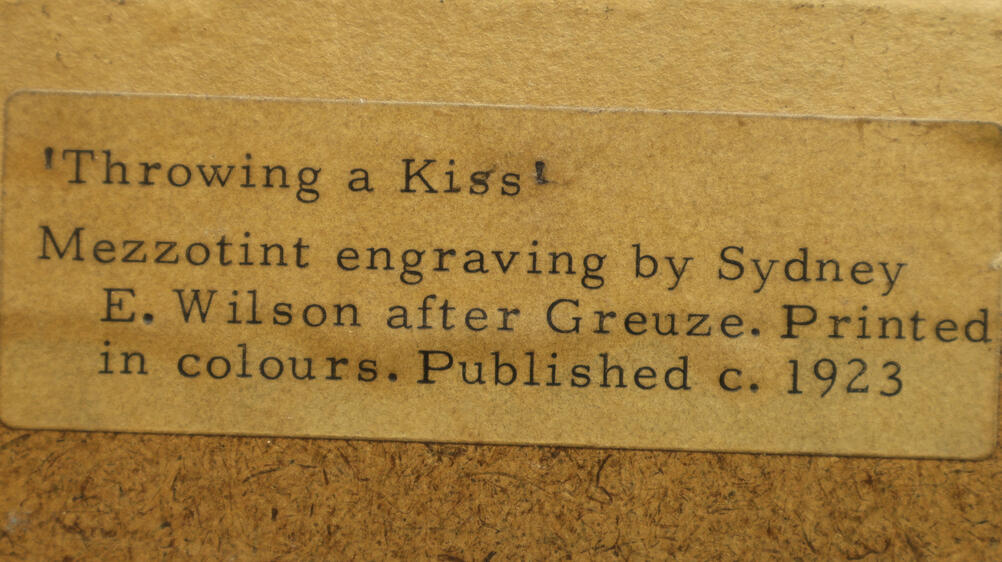 'Throwing a Kiss'
Mezzotint engraving by Sydney
E. Wilson after Greuze. Printed
in colours. Published c. 1923